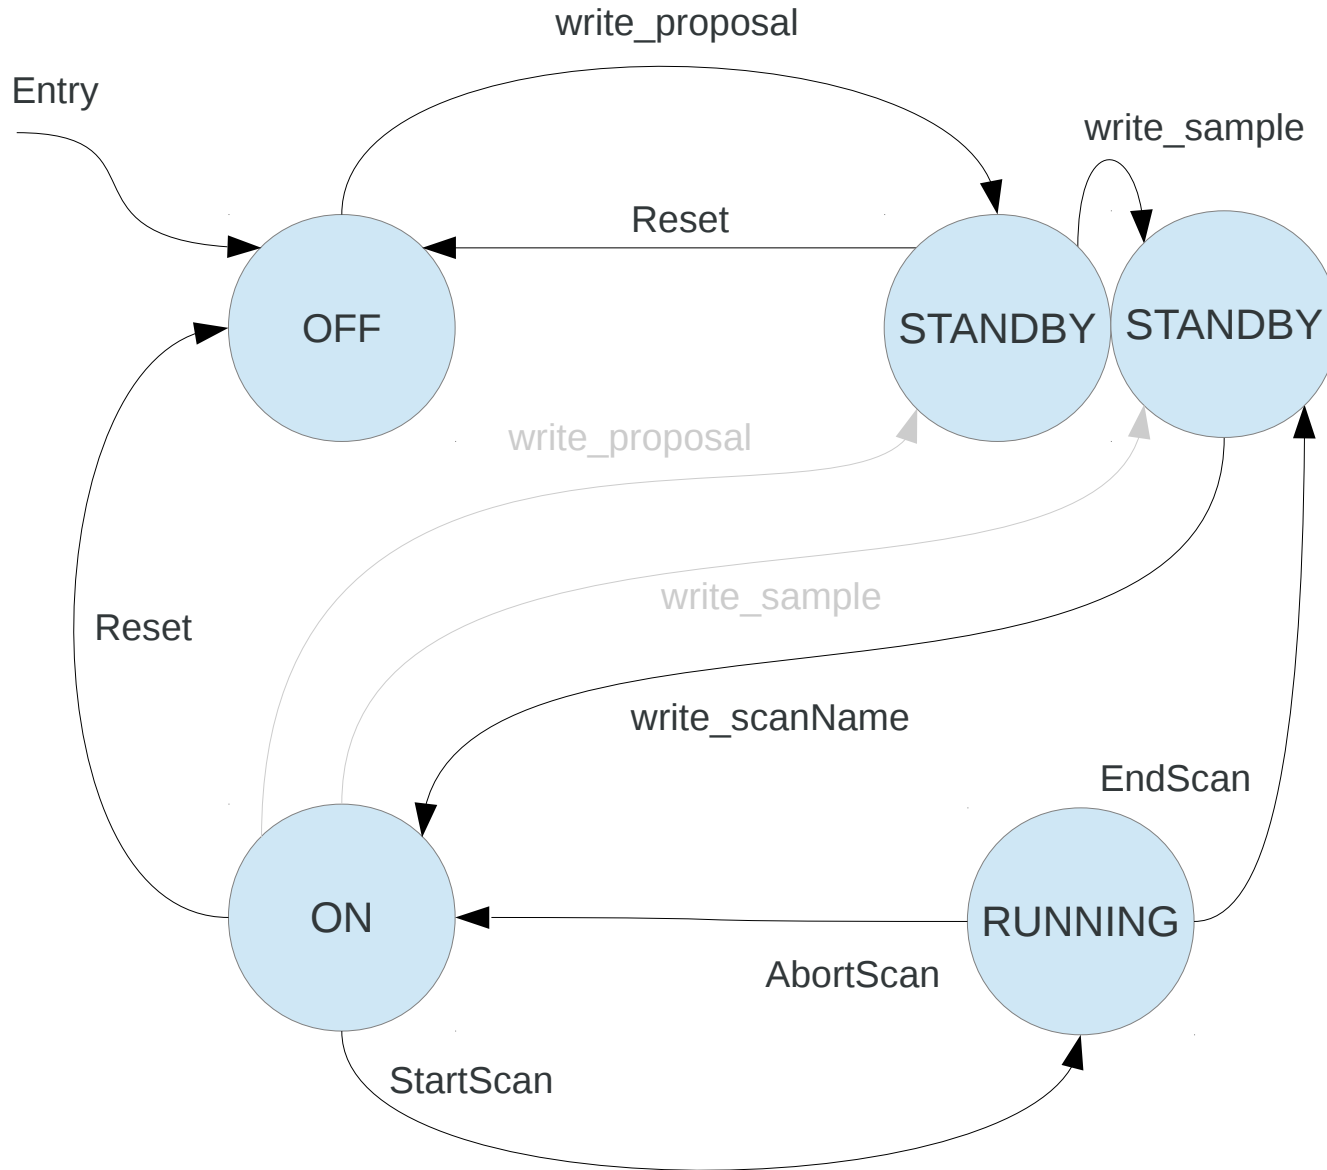 write_proposal
Entry
write_sample
Reset
OFF
STANDBY
STANDBY
write_proposal
write_sample
Reset
write_scanName
EndScan
ON
RUNNING
AbortScan
StartScan